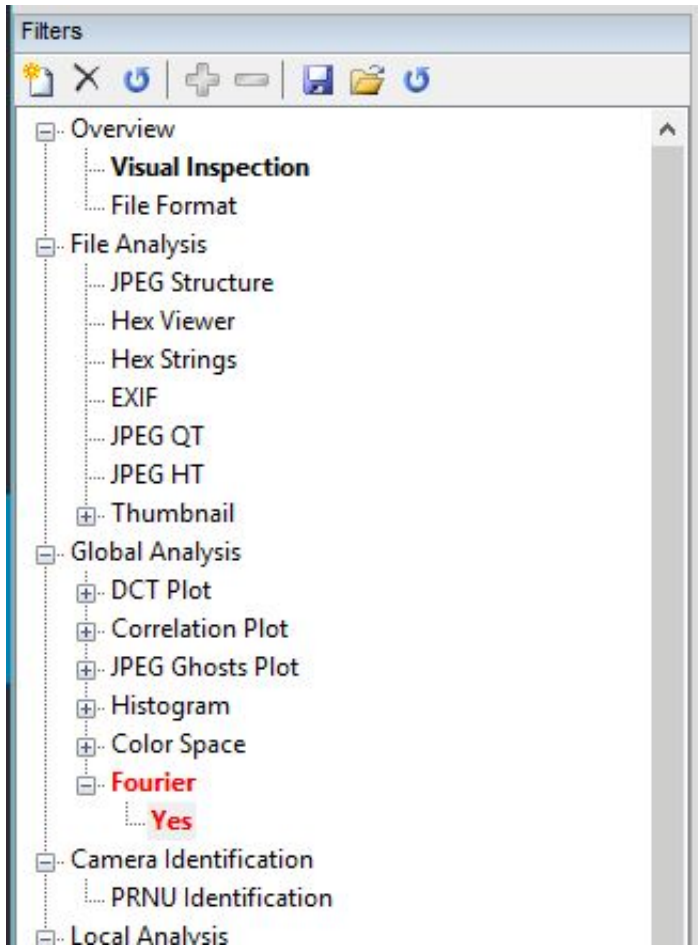 Filters
Overview
Visual Inspection
File Format
File Analysis
JPEG Structure
Hex Viewer
Hex Strings
EXIF
JPEG QT
JPEG HT
Thumbnail
Global Analysis
DCT Plot
Correlation Plot
JPEG Ghosts Plot
Histogram
Color Space
Fourier
Yes
Camera Identification
PRNU Identification
Local Analysis